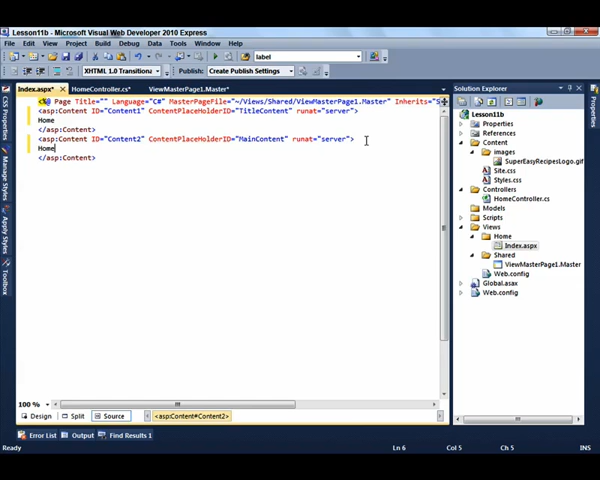 Lesson11b - Microsoft Visual Web Developer 2010 Express
File Edit View Project Data Tools Window Help
label
XHTML 1.0 Transition Publish: Create Publish Settings
Index.aspx* HomeController.cs* ViewMasterPage1.Master*
<%@ Page Title="" Language="C#" MasterPageFile="~/Views/Shared/ViewMasterPage1.Master" Inherits="S
<asp:Content ID="Content1" ContentPlaceHolderID="TitleContent" runat="server">
Home
</asp:Content>
<asp:Content ID="Content2" ContentPlaceHolderID="MainContent" runat="server">
Home
</asp:Content>
CSS Properties
Manage Styles
Apply Styles
Toolbox
Solution Explorer
Lesson11b
Properties
References
Content
images
SuperEasyRecipesLogo.gif
Site.css
Styles.css
Controllers
HomeController.cs
Models
Scripts
Views
Home
Index.aspx
Shared
ViewMasterPage1.Master
Web.config
Global.asax
Web.config
100 %
Design Split Source <asp:Content#Content2>
Error List Output Find Results 1
Ready Ln 6 Col 5 Ch 5 INS